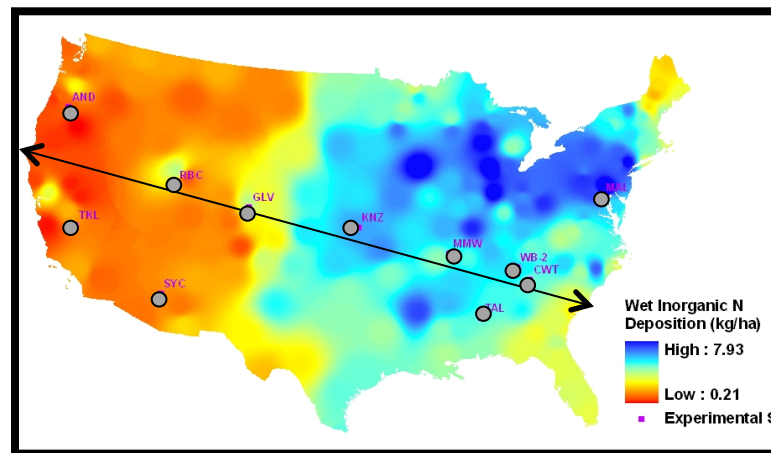 AND
MAL
RBC
GLV
TKL
KNZ
MMW
WB-2
CWT
SYC
TAL
Wet Inorganic N
Deposition (kg/ha)
High : 7.93
Low : 0.21
Experimental S